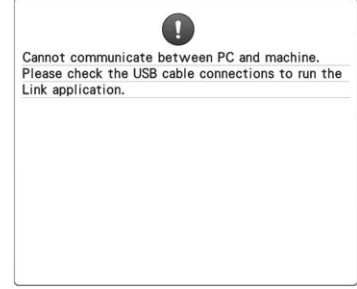 Cannot communicate between PC and machine.
Please check the USB cable connections to run the
Link application.